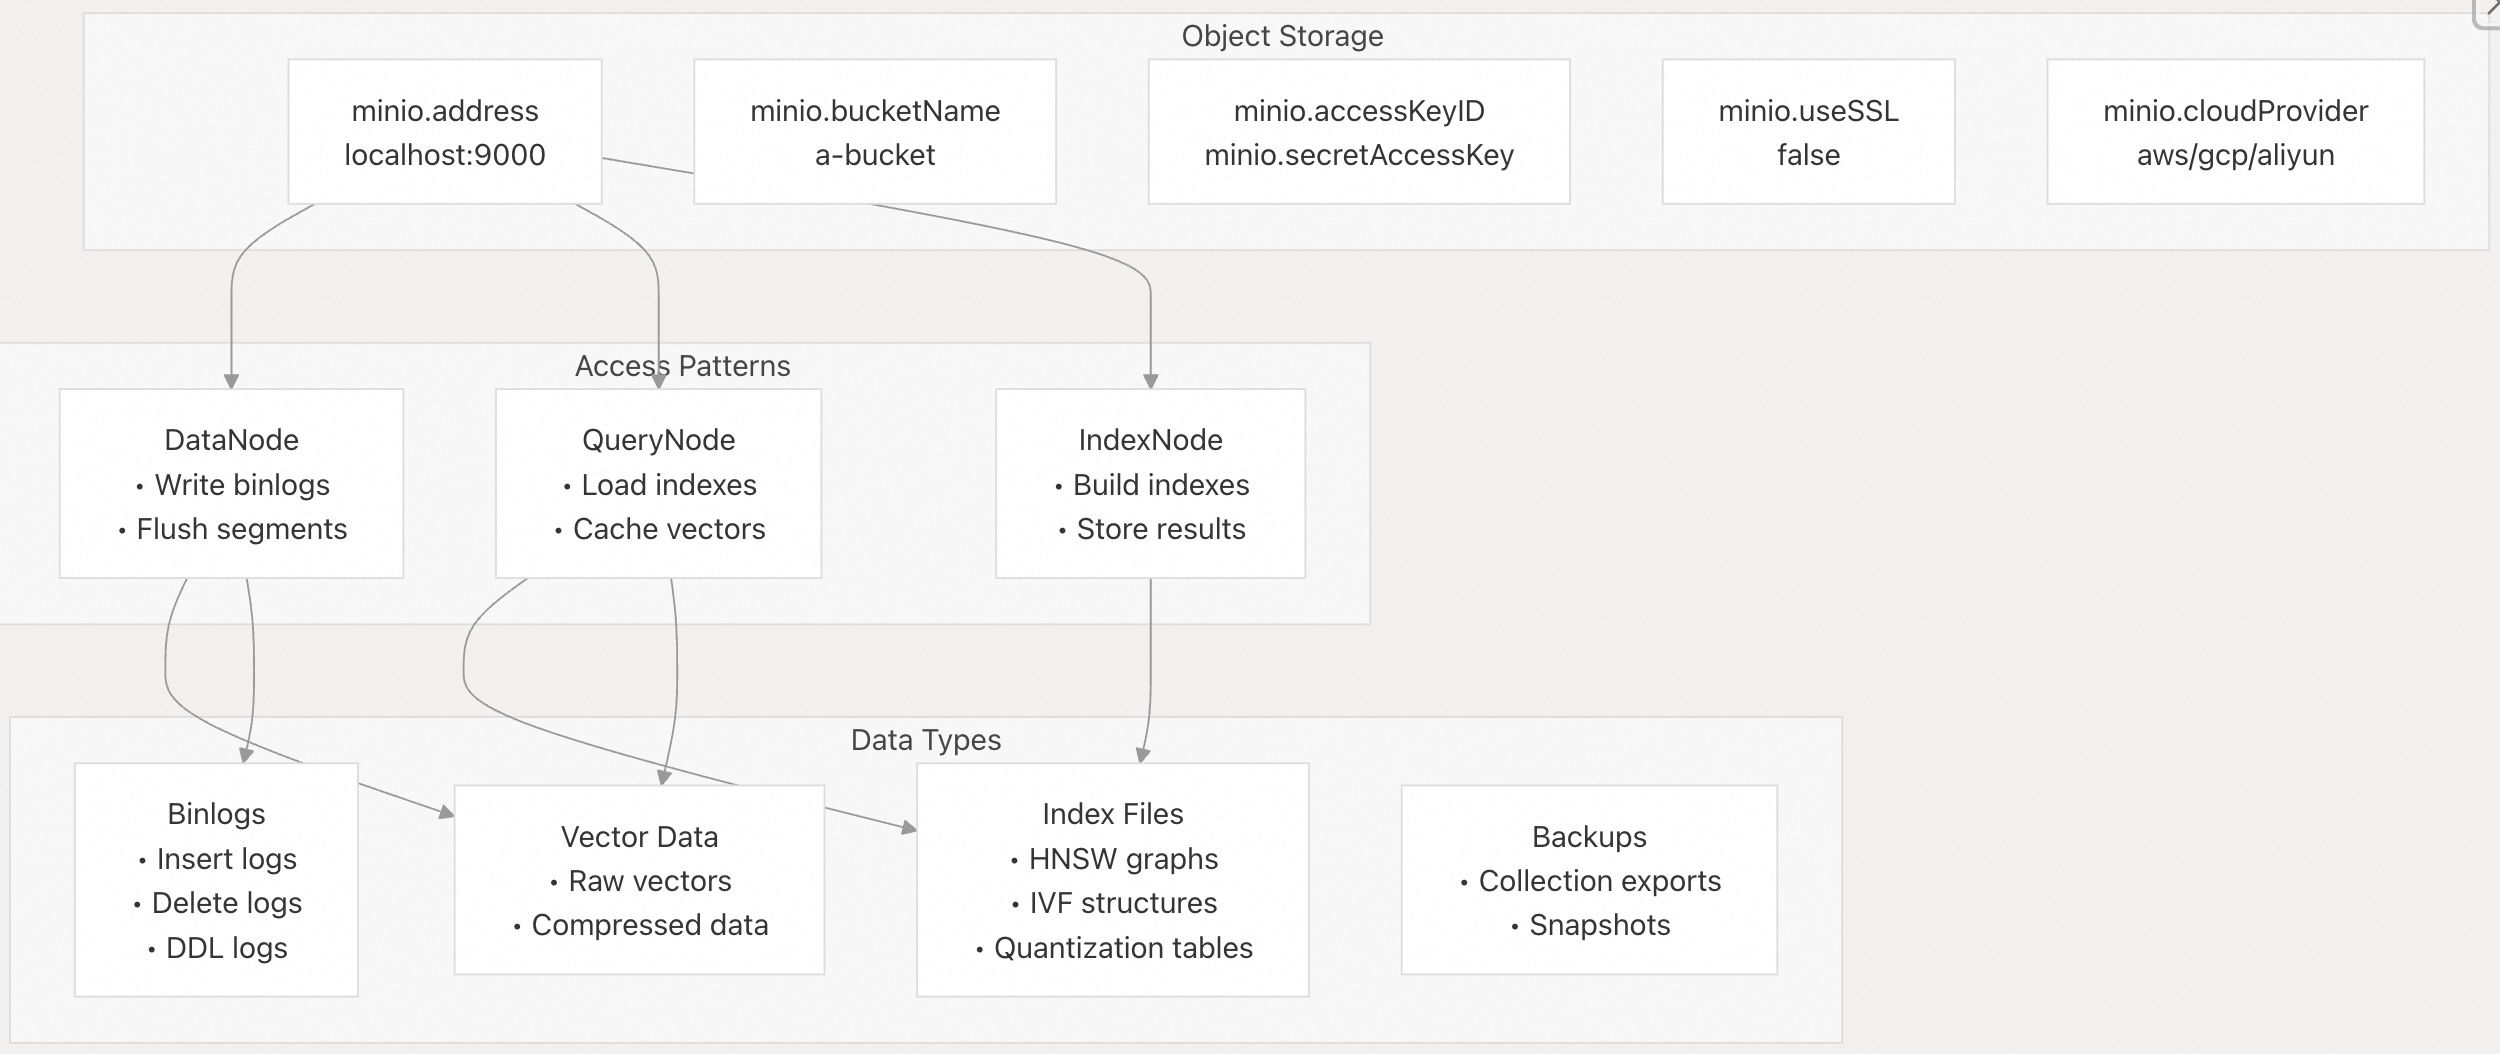 Object Storage
minio.address
localhost:9000
minio.bucketName
a-bucket
minio.accessKeyID
minio.secretAccessKey
minio.useSSL
false
minio.cloudProvider
aws/gcp/aliyun
Access Patterns
DataNode
• Write binlogs
• Flush segments
QueryNode
• Load indexes
• Cache vectors
IndexNode
• Build indexes
• Store results
Data Types
Binlogs
• Insert logs
• Delete logs
• DDL logs
Vector Data
• Raw vectors
• Compressed data
Index Files
• HNSW graphs
• IVF structures
• Quantization tables
Backups
• Collection exports
• Snapshots